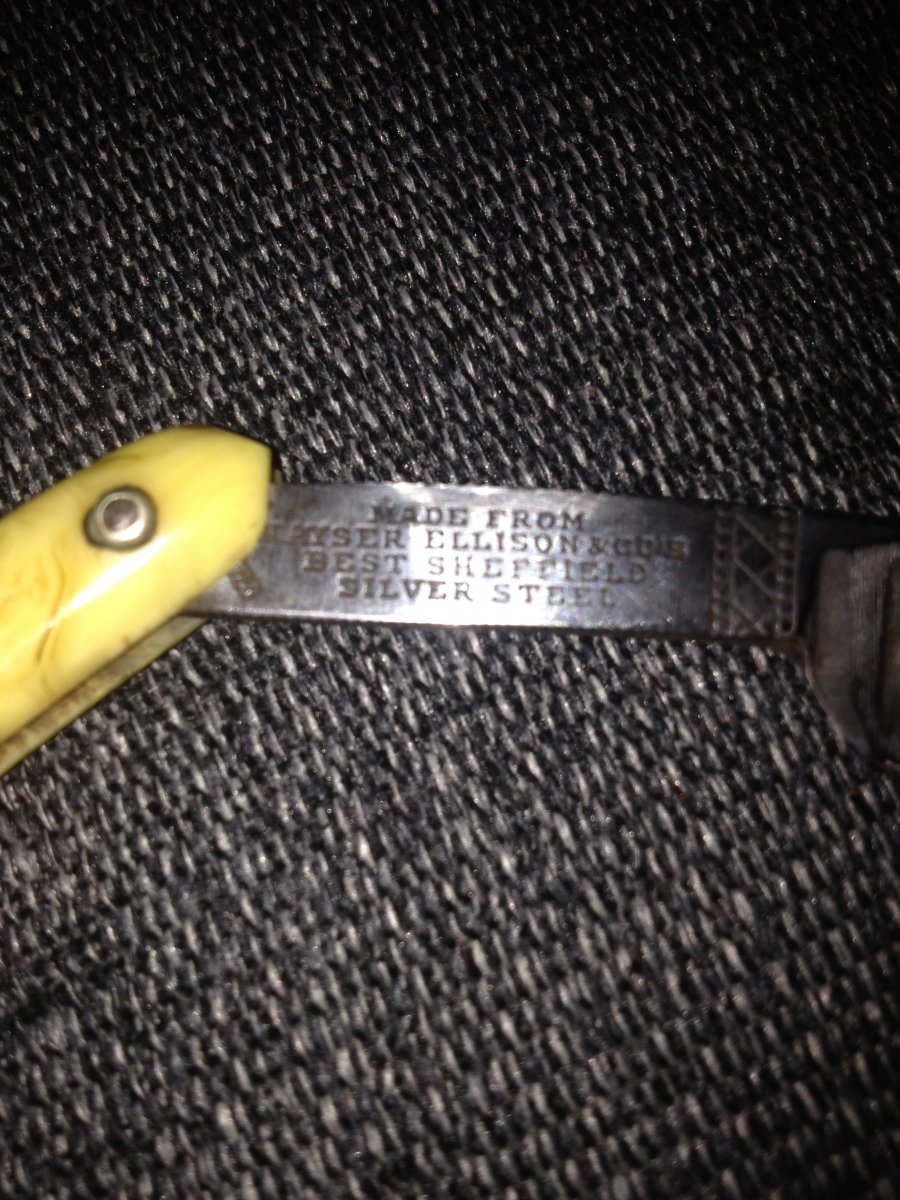 MADE FROM
KAYSER ELLISON & CO'S
BEST SHEFFIELD
SILVER STEEL